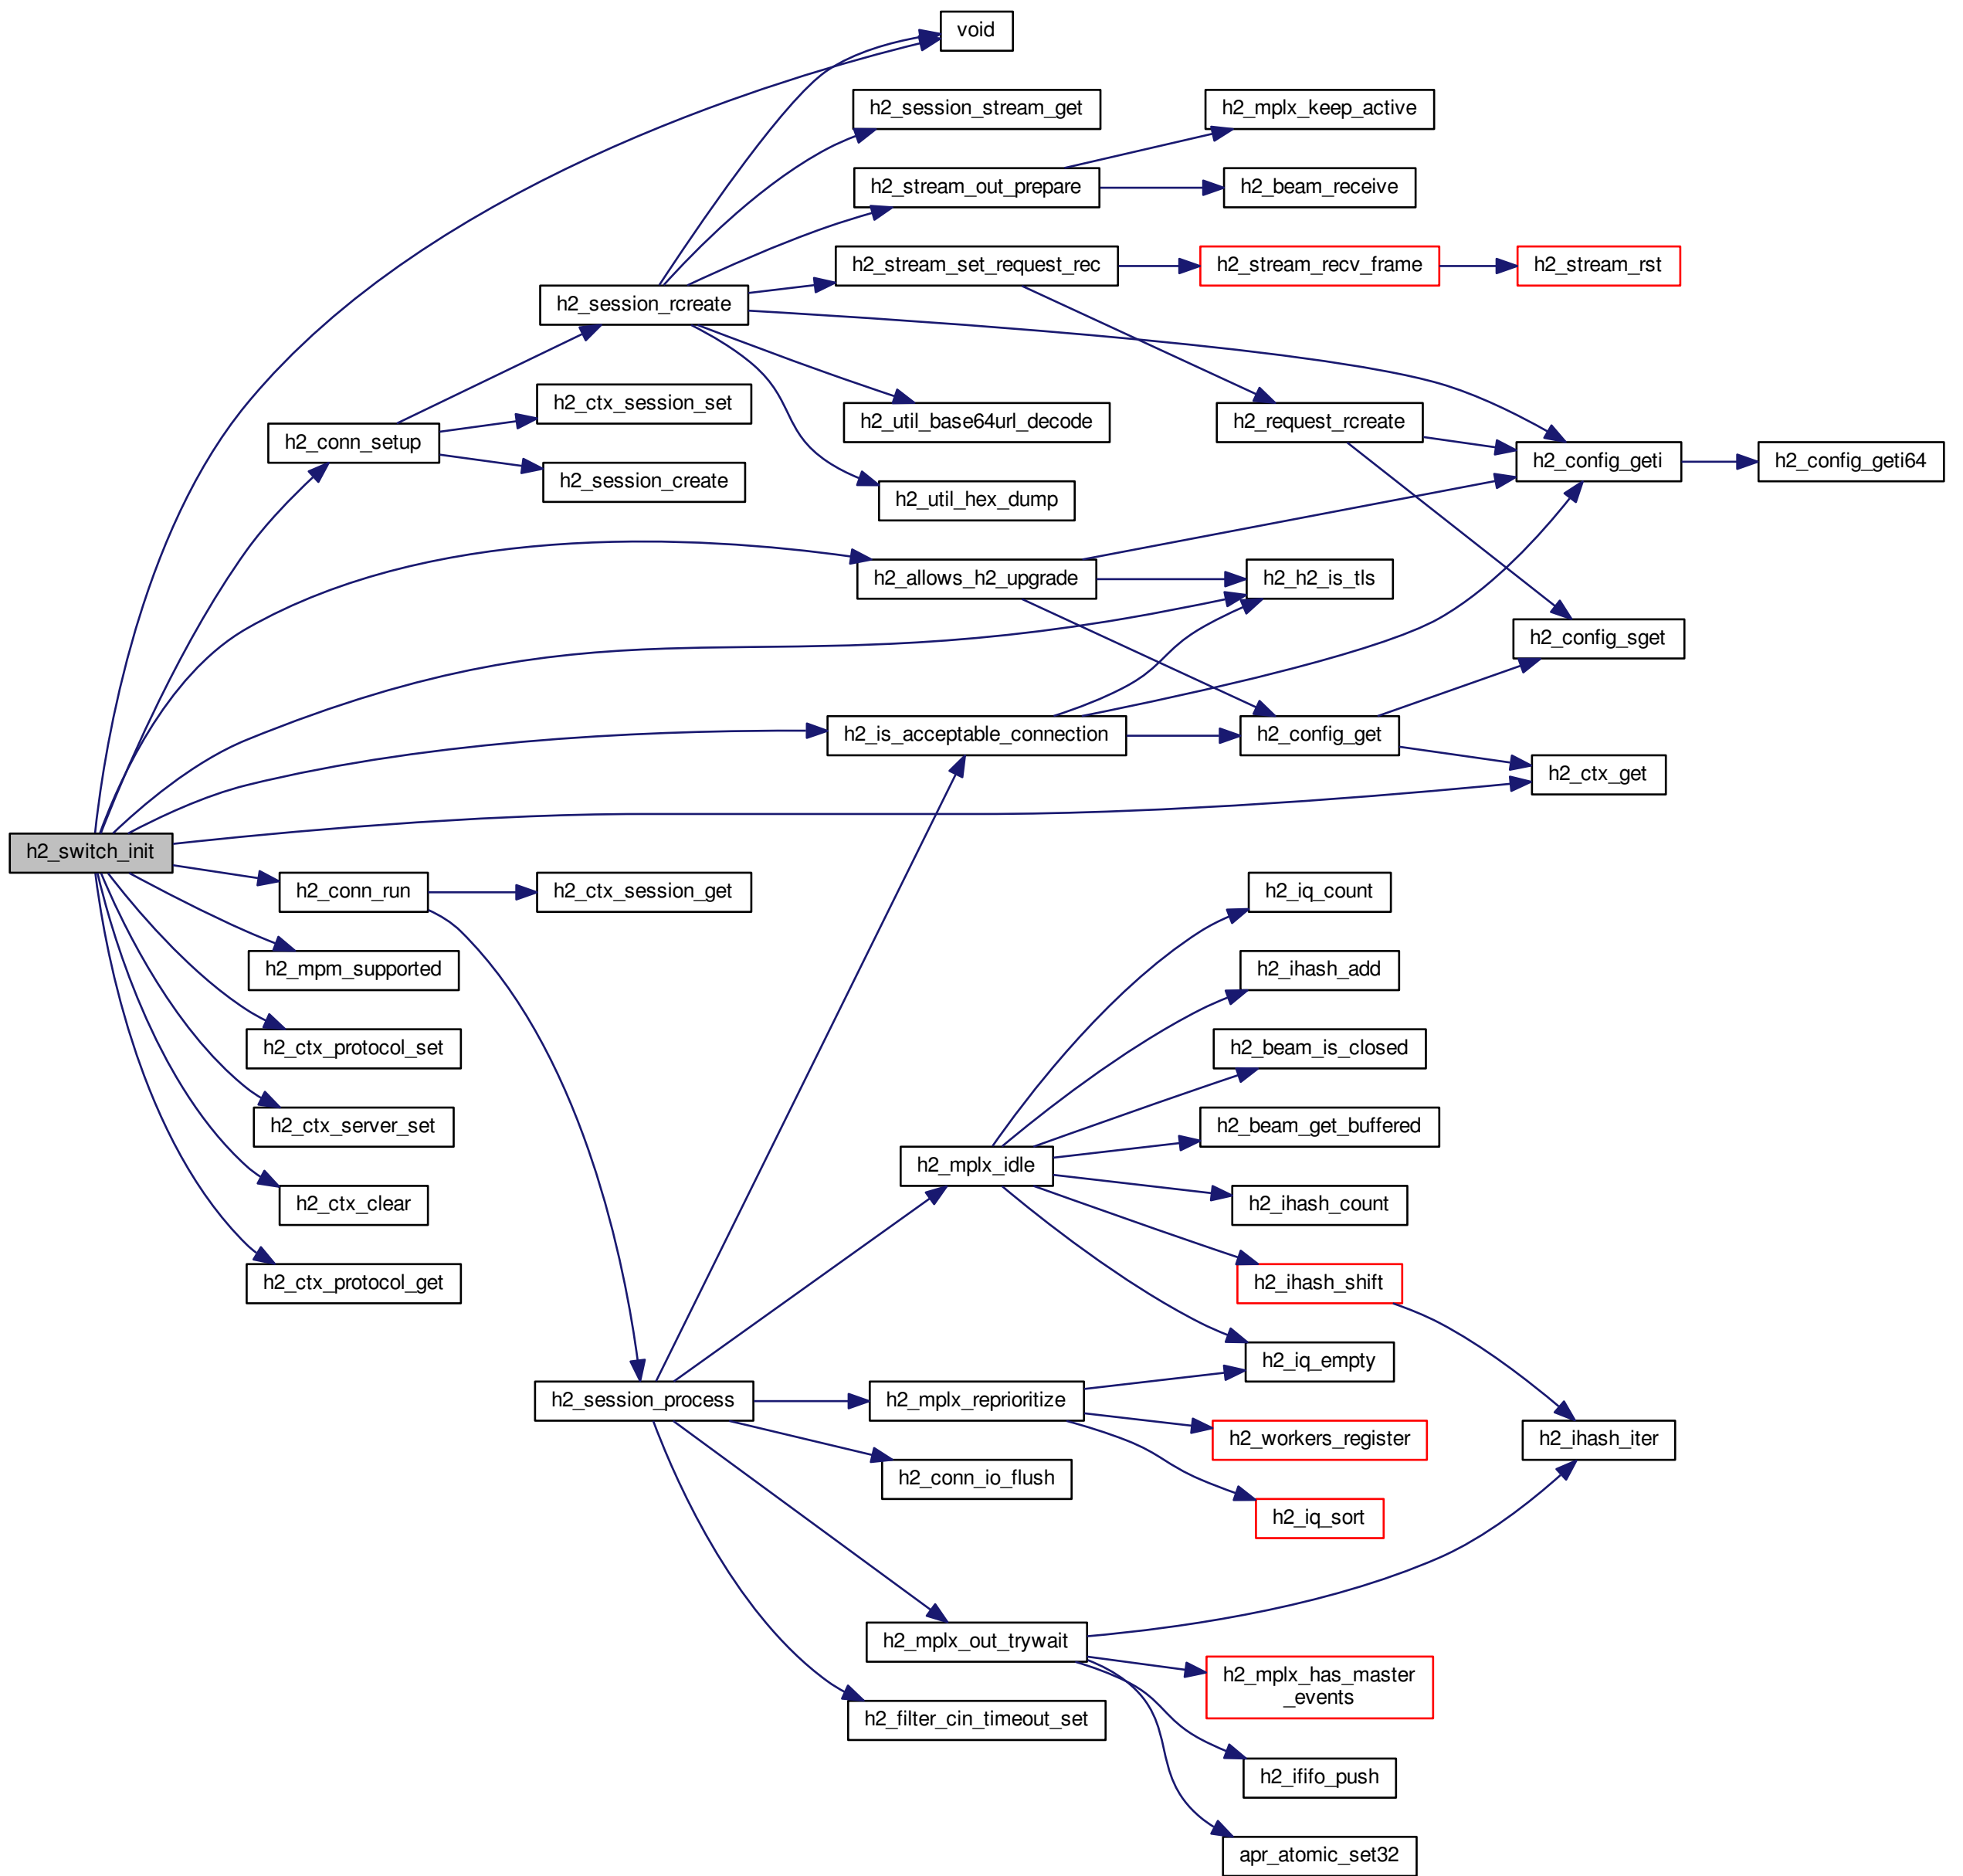 void
h2_session_stream_get
h2_mplx_keep_active
h2_stream_out_prepare
h2_beam_receive
h2_stream_set_request_rec
h2_stream_recv_frame
h2_stream_rst
h2_session_rcreate
h2_ctx_session_set
h2_util_base64url_decode
h2_request_rcreate
h2_conn_setup
h2_config_geti
h2_config_geti64
h2_session_create
h2_util_hex_dump
h2_allows_h2_upgrade
h2_h2_is_tls
h2_config_sget
h2_is_acceptable_connection
h2_config_get
h2_ctx_get
h2_switch_init
h2_conn_run
h2_ctx_session_get
h2_iq_count
h2_mpm_supported
h2_ihash_add
h2_ctx_protocol_set
h2_beam_is_closed
h2_ctx_server_set
h2_beam_get_buffered
h2_mplx_idle
h2_ctx_clear
h2_ihash_count
h2_ctx_protocol_get
h2_ihash_shift
h2_iq_empty
h2_session_process
h2_mplx_reprioritize
h2_workers_register
h2_ihash_iter
h2_conn_io_flush
h2_iq_sort
h2_mplx_out_trywait
h2_mplx_has_master
_events
h2_filter_cin_timeout_set
h2_ififo_push
apr_atomic_set32